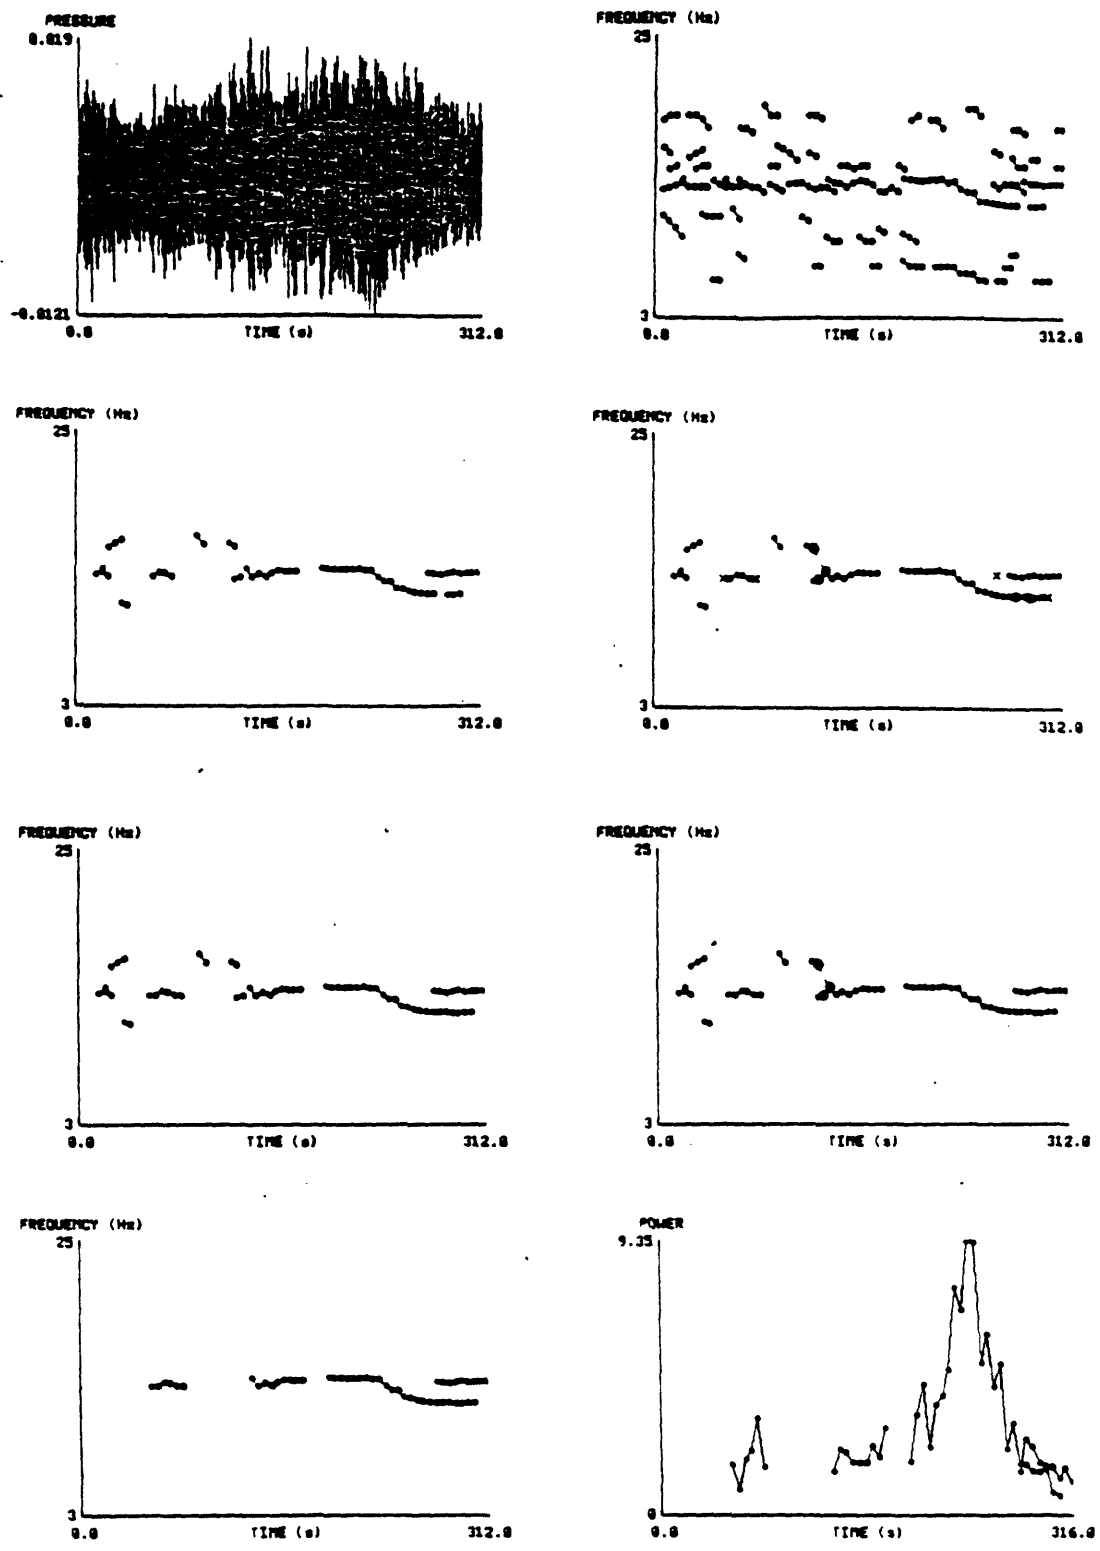 PRESSURE
0.019
-0.0121
0.0 TIME (s) 312.0
FREQUENCY (Hz)
25
3
0.0 TIME (s) 312.0
FREQUENCY (Hz)
25
3
0.0 TIME (s) 312.0
FREQUENCY (Hz)
25
3
0.0 TIME (s) 312.0
FREQUENCY (Hz)
25
3
0.0 TIME (s) 312.0
FREQUENCY (Hz)
25
3
0.0 TIME (s) 312.0
FREQUENCY (Hz)
25
3
0.0 TIME (s) 312.0
POWER
9.35
0
0.0 TIME (s) 316.0